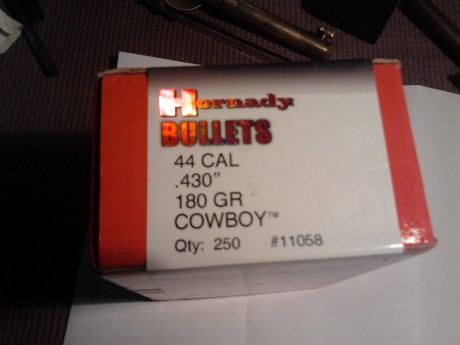 Hornady
BULLETS
44 CAL
.430"
180 GR
COWBOY™
Qty: 250 #11058